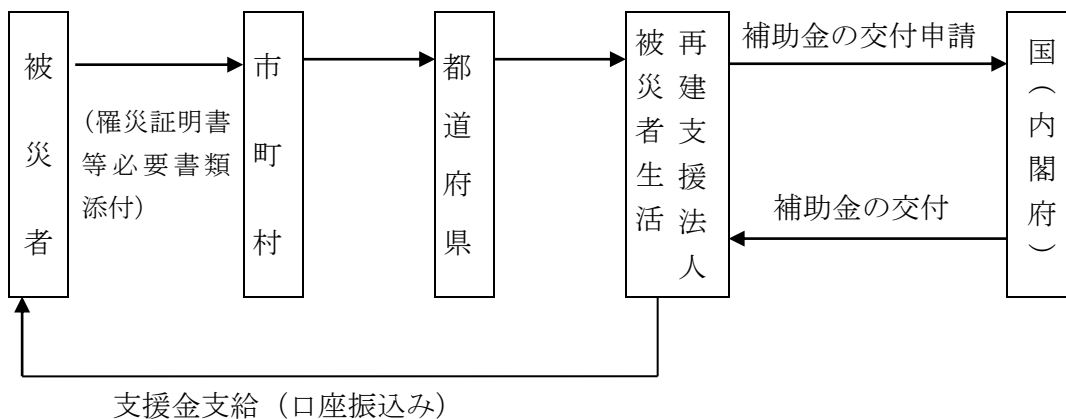 被災者
(罹災証明書
等必要書類
添付)
市町村
都道府県
被災者生活
再建支援法人
補助金の交付申請
補助金の交付
国(内閣府)
支援金支給(口座振込み)